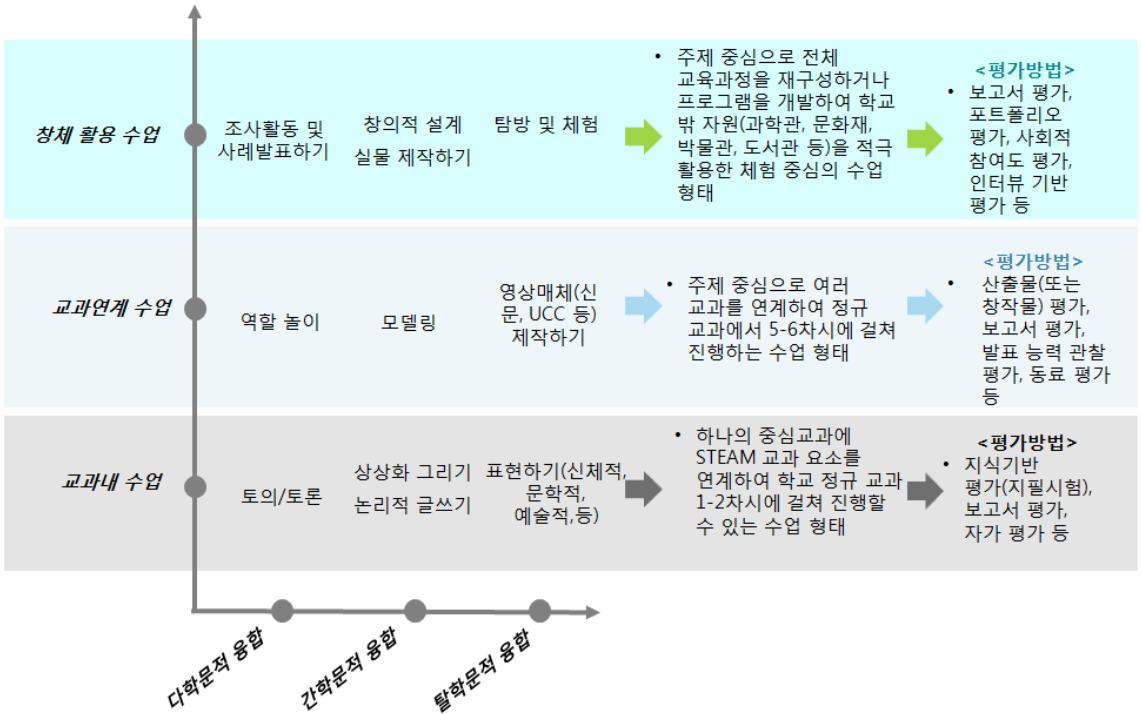 창체 활용 수업
조사활동 및
사례발표하기
창의적 설계
실물 제작하기
탐방 및 체험
• 주제 중심으로 전체
교육과정을 재구성하거나
프로그램을 개발하여 학교
밖 자원(과학관, 문화재,
박물관, 도서관 등)을 적극
활용한 체험 중심의 수업
형태
<평가방법>
• 보고서 평가,
포트폴리오
평가, 사회적
참여도 평가,
인터뷰 기반
평가 등
교과연계 수업
역할 놀이
모델링
영상매체(신
문, UCC 등)
제작하기
• 주제 중심으로 여러
교과를 연계하여 정규
교과에서 5-6차시에 걸쳐
진행하는 수업 형태
<평가방법>
• 산출물(또는
창작물) 평가,
보고서 평가,
발표 능력 관찰
평가, 동료 평가
등
교과내 수업
토의/토론
상상화 그리기
논리적 글쓰기
표현하기(신체적,
문학적,
예술적,등)
• 하나의 중심교과에
STEAM 교과 요소를
연계하여 학교 정규 교과
1-2차시에 걸쳐 진행할
수 있는 수업 형태
<평가방법>
• 지식기반
평가(지필시험),
보고서 평가,
자가 평가 등
다학문적 융합
간학문적 융합
탈학문적 융합